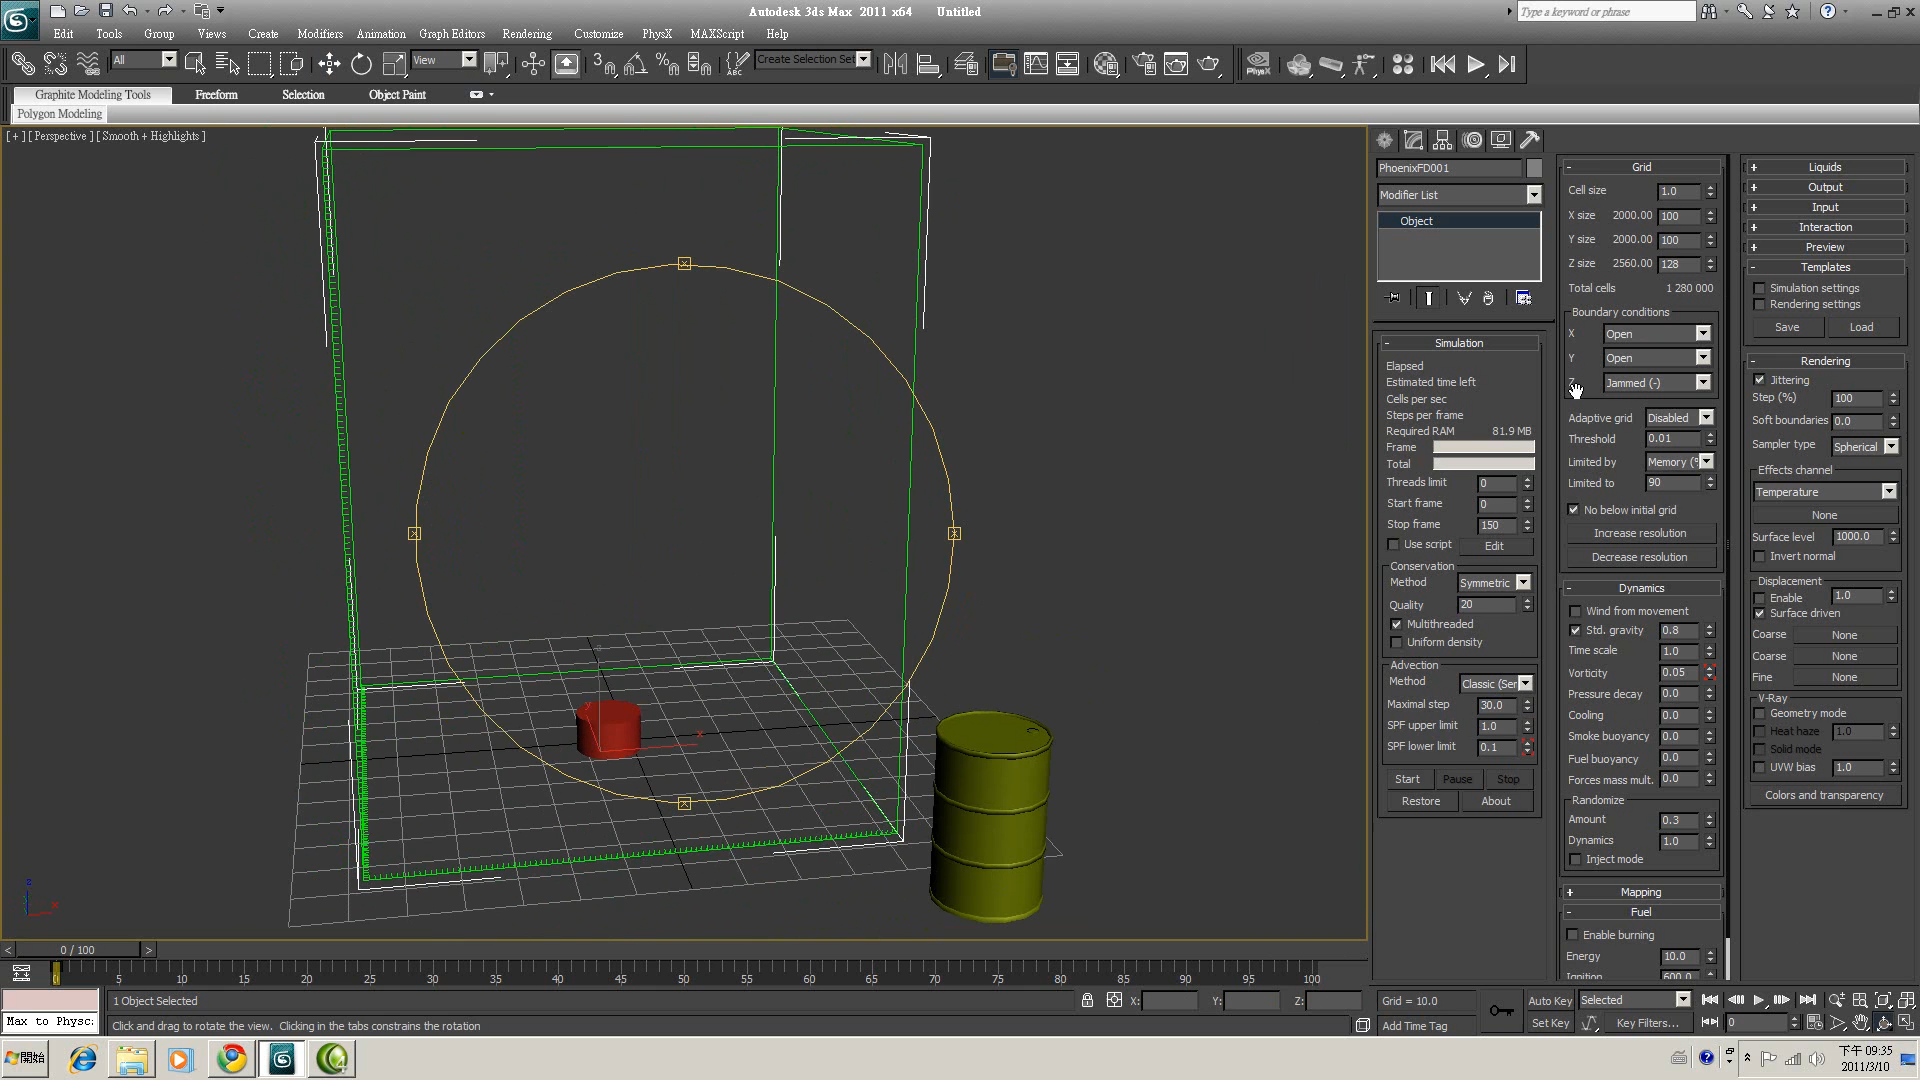 Autodesk 3ds Max 2011 x64 Untitled
Type a keyword or phrase
Edit Tools Group Views Create Modifiers Animation Graph Editors Rendering Customize PhysX MAXScript Help
All View Create Selection Set PhysX
Graphite Modeling Tools Freeform Selection Object Paint
Polygon Modeling
[ + ] [ Perspective ] [ Smooth + Highlights ]
PhoenixFD001
Modifier List
Object
- Simulation
Elapsed
Estimated time left
Cells per sec
Steps per frame
Required RAM 81.9 MB
Frame
Total
Threads limit 0
Start frame 0
Stop frame 150
Use script Edit
Conservation
Method Symmetric
Quality 20
Multithreaded
Uniform density
Advection
Method Classic (Ser
Maximal step 30.0
SPF upper limit 1.0
SPF lower limit 0.1
Start Pause Stop
Restore About
- Grid
Cell size 1.0
X size 2000.00 100
Y size 2000.00 100
Z size 2560.00 128
Total cells 1 280 000
Boundary conditions
X Open
Y Open
Jammed (-)
Adaptive grid Disabled
Threshold 0.01
Limited by Memory (%
Limited to 90
No below initial grid
Increase resolution
Decrease resolution
- Dynamics
Wind from movement
Std. gravity 0.8
Time scale 1.0
Vorticity 0.05
Pressure decay 0.0
Cooling 0.0
Smoke buoyancy 0.0
Fuel buoyancy 0.0
Forces mass mult. 0.0
Randomize
Amount 0.3
Dynamics 1.0
Inject mode
+ Mapping
- Fuel
Enable burning
Energy 10.0
Ignition 600.0
+ Liquids
+ Output
+ Input
+ Interaction
+ Preview
- Templates
Simulation settings
Rendering settings
Save Load
- Rendering
Jittering
Step (%) 100
Soft boundaries 0.0
Sampler type Spherical
Effects channel
Temperature
None
Surface level 1000.0
Invert normal
Displacement
Enable 1.0
Surface driven
Coarse None
Coarse None
Fine None
V-Ray
Geometry mode
Heat haze 1.0
Solid mode
UVW bias 1.0
Colors and transparency
< 0 / 100 >
0 5 10 15 20 25 30 35 40 45 50 55 60 65 70 75 80 85 90 95 100
1 Object Selected X: Y: Z: Grid = 10.0 Auto Key Selected
Max to Physc: Click and drag to rotate the view. Clicking in the tabs constrains the rotation Add Time Tag Set Key Key Filters... 0
開始
下午 09:35
2011/3/10